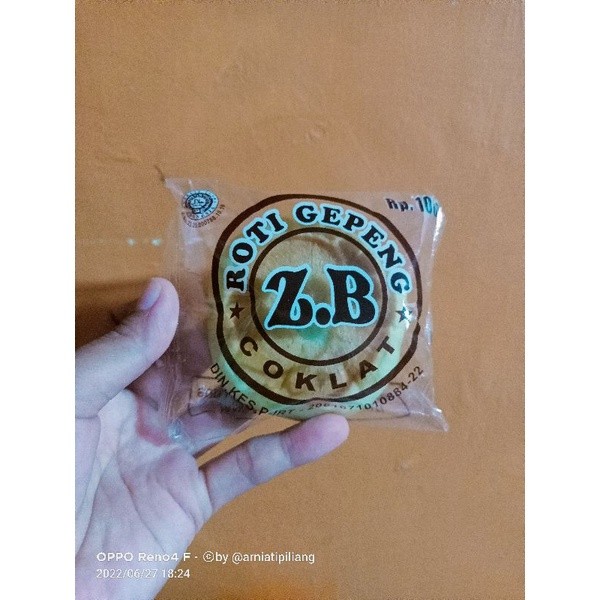 Rp. 10
ROTI GEPENG
Z.B
COKLAT
DIN.KES.P-IRT
OPPO Reno4 F - ©by @arniatipiliang
2022/06/27 18:24